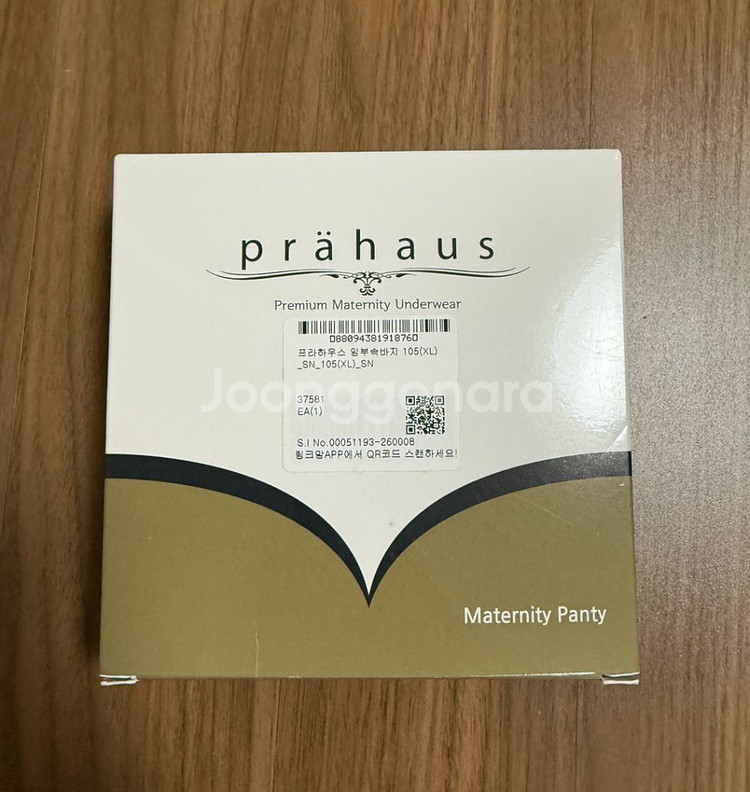 prähaus
Premium Maternity Underwear
088094381918760
프라하우스 임부속바지 105(XL)
_SN_105(XL)_SN
Joonggonara
37581
EA(1)
S.I No.00051193-260008
링크맘APP에서 QR코드 스캔하세요!
Maternity Panty